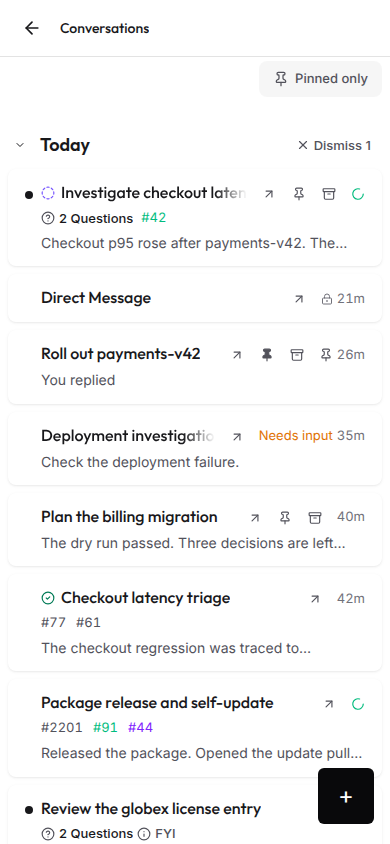 Conversations
Pinned only
Today
Dismiss 1
Investigate checkout
2 Questions #42
Checkout p95 rose after payments-v42. The...
Direct Message
21m
Roll out payments-v42
26m
You replied
Deployment
Needs input 35m
Check the deployment failure.
Plan the billing migration
40m
The dry run passed. Three decisions are left...
Checkout latency triage
42m
#77 #61
The checkout regression was traced to...
Package release and self-update
#2201 #91 #44
Released the package. Opened the update pull...
Review the globex license entry
2 Questions FYI